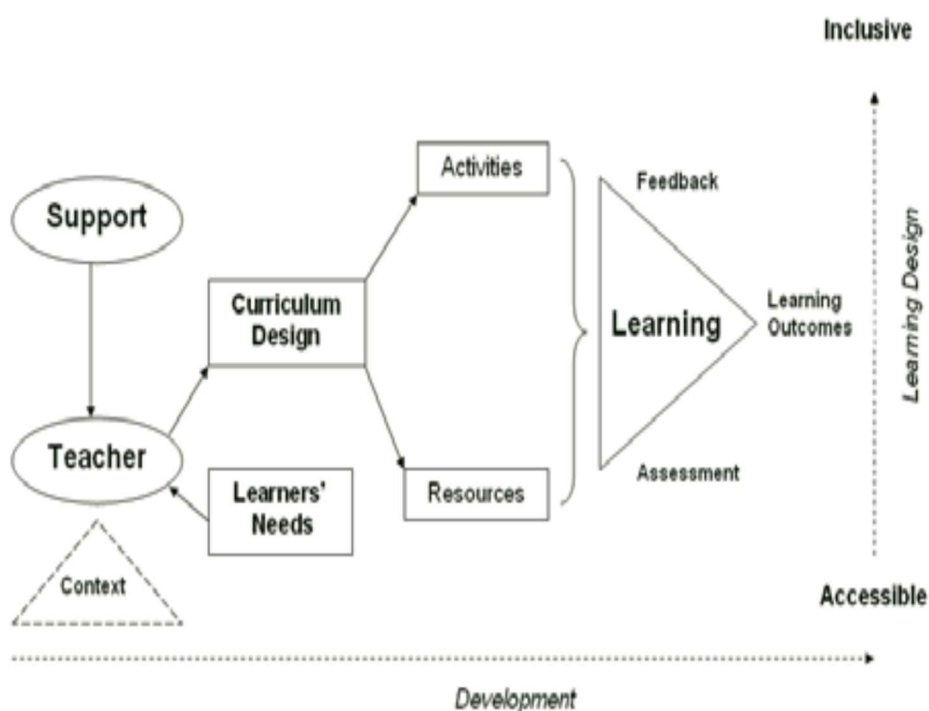 Inclusive
Activities
Feedback
Support
Curriculum
Design
Learning
Learning
Outcomes
Learning Design
Teacher
Learners'
Needs
Resources
Assessment
Context
Accessible
Development